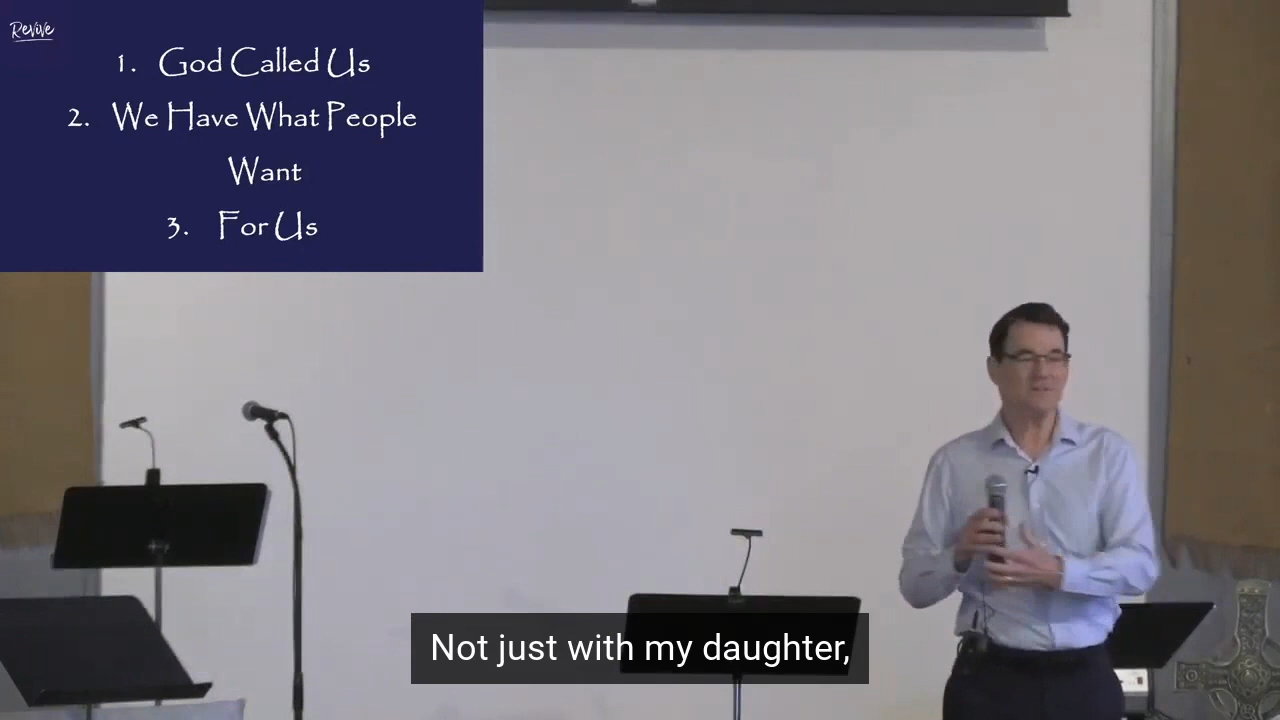 Revive
1. God Called Us
2. We Have What People
Want
3. For Us
Not just with my daughter,